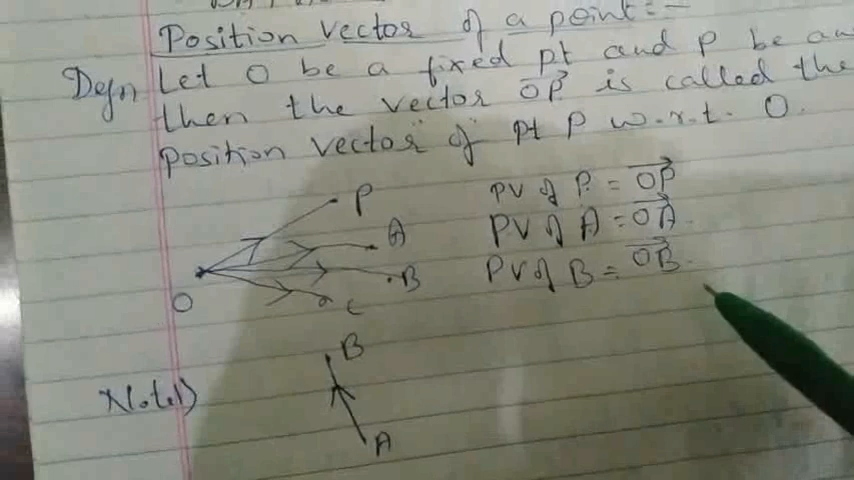 Position vector of a point:-
Defn Let O be a fixed pt and P be an
then the vector OP⃗ is called the
position vector of pt P w.r.t. O.
P
PV of P = OP⃗
A
PV of A = OA⃗.
B
PV of B = OB⃗.
O
C
B
Note 1)
A